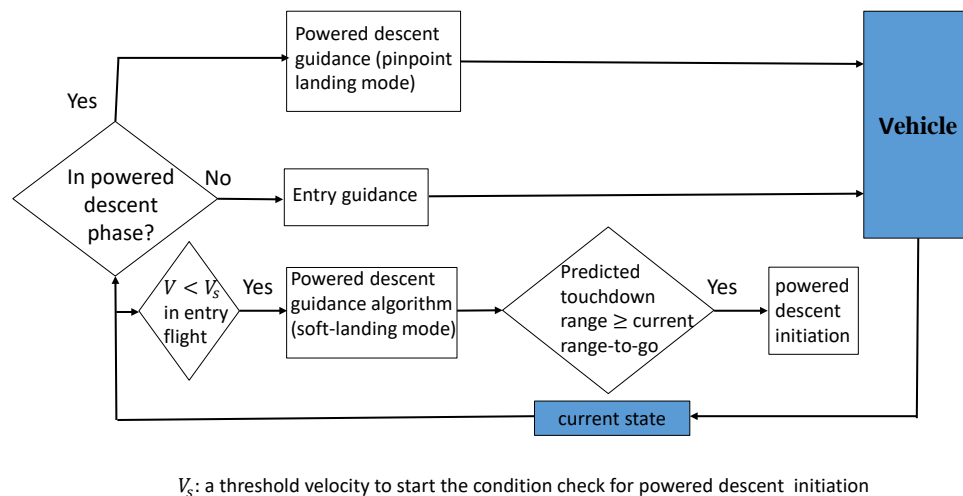 Powered descent
guidance (pinpoint
landing mode)
Yes
Vehicle
In powered
descent
phase?
No
Entry guidance
V < Vₛ
in entry
flight
Yes
Powered descent
guidance algorithm
(soft-landing mode)
Predicted
touchdown
range ≥ current
range-to-go
Yes
powered
descent
initiation
current state
Vₛ: a threshold velocity to start the condition check for powered descent initiation